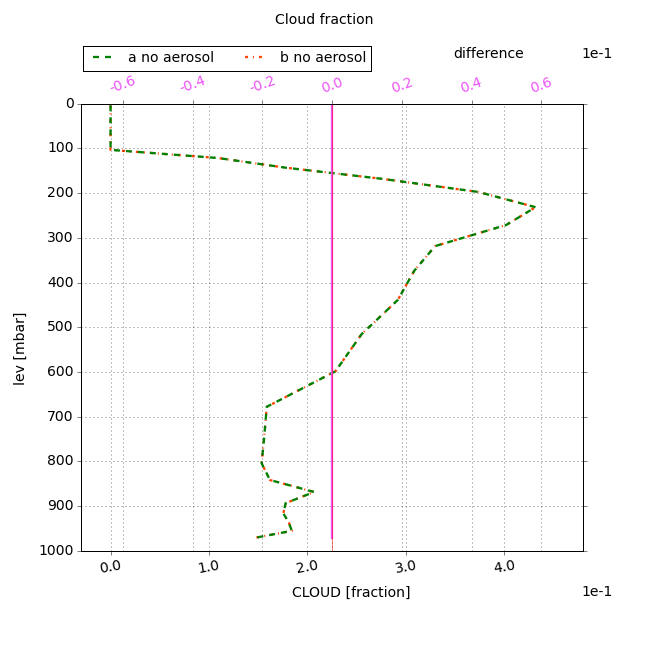 Cloud fraction
a no aerosol b no aerosol difference 1e-1
-0.6 -0.4 -0.2 0.0 0.2 0.4 0.6
0
100
200
300
400
500
600
700
800
900
1000
lev [mbar]
0.0 1.0 2.0 3.0 4.0
CLOUD [fraction] 1e-1